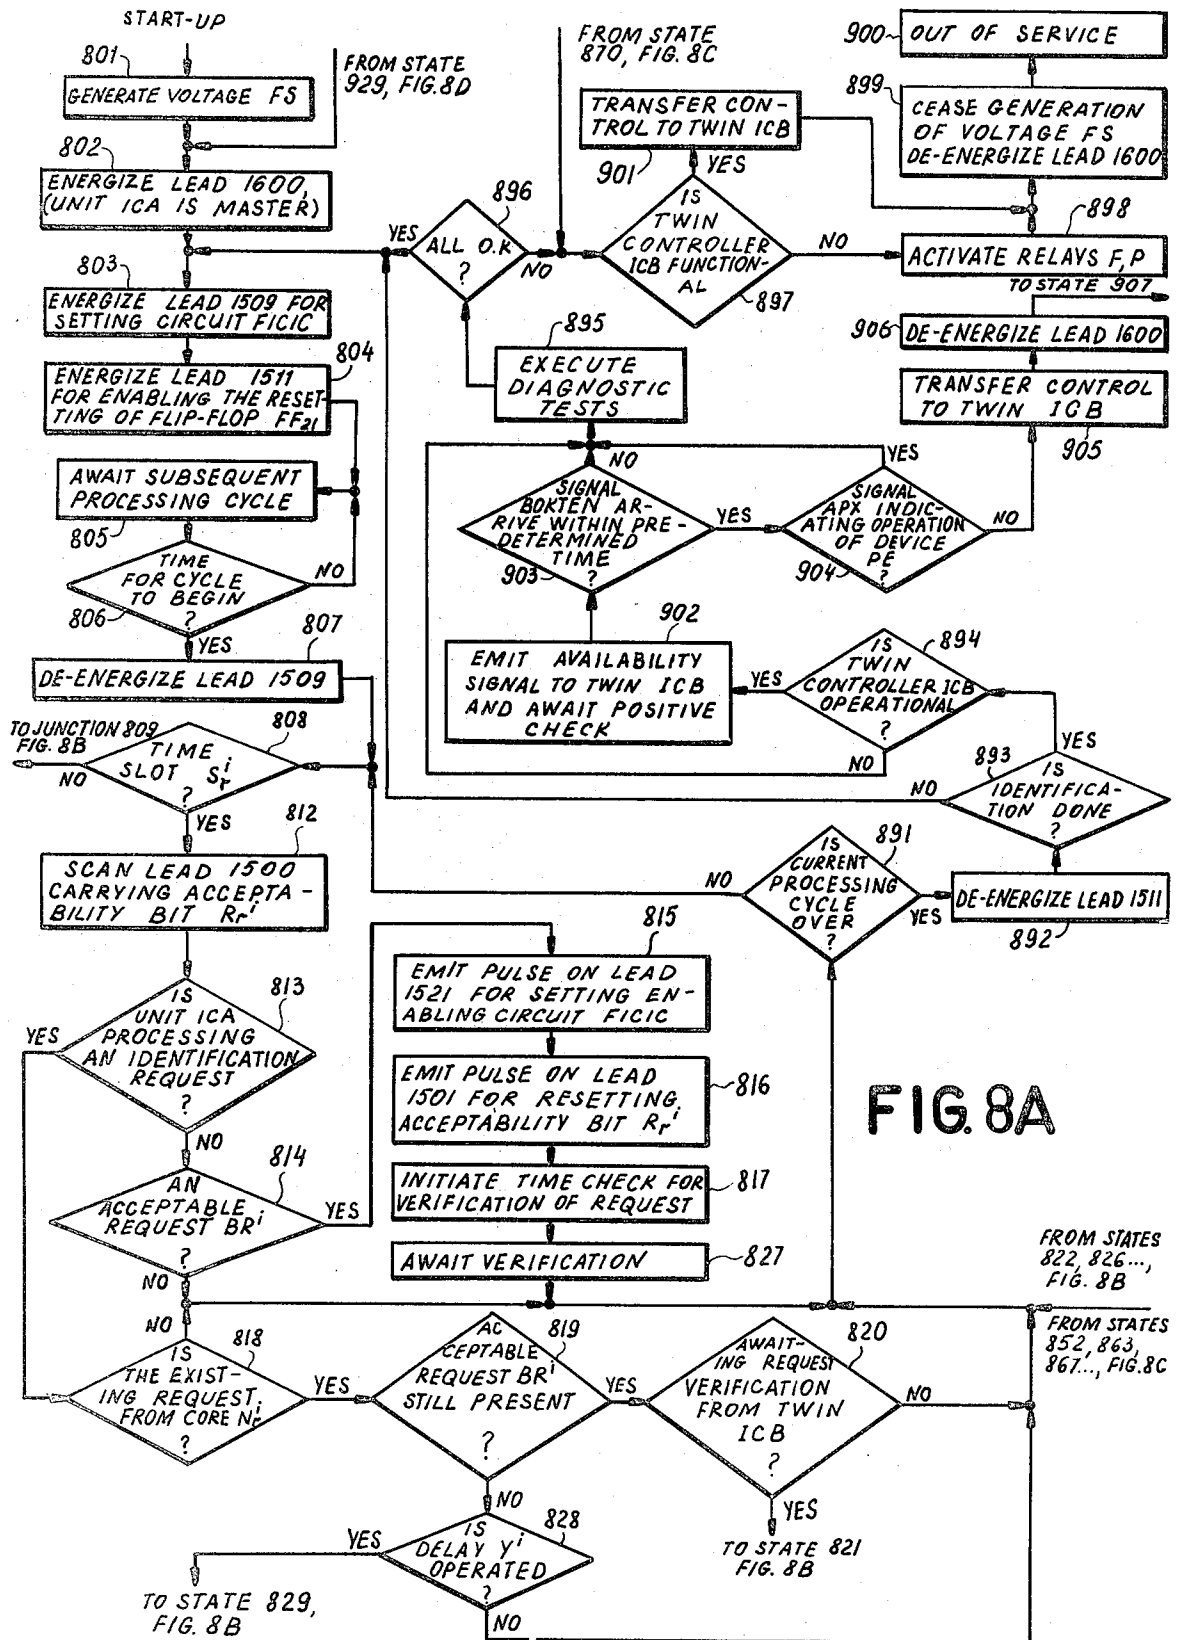 START-UP
801
GENERATE VOLTAGE FS
FROM STATE
929, FIG.8D
802
ENERGIZE LEAD 1600,
(UNIT ICA IS MASTER)
803
ENERGIZE LEAD 1509 FOR
SETTING CIRCUIT FICIC
804
ENERGIZE LEAD 1511
FOR ENABLING THE RESET-
TING OF FLIP-FLOP FF21
AWAIT SUBSEQUENT
PROCESSING CYCLE
805
TIME
FOR CYCLE
TO BEGIN
?
806
NO
YES
807
DE-ENERGIZE LEAD 1509
TO JUNCTION 809
FIG. 8B
808
TIME
SLOT Sri
?
NO
YES
812
SCAN LEAD 1500
CARRYING ACCEPTA-
BILITY BIT Rri
813
IS
UNIT ICA
PROCESSING
AN IDENTIFICATION
REQUEST
?
YES
NO
814
AN
ACCEPTABLE
REQUEST BRi
?
YES
NO
NO
818
IS
THE EXIST-
ING REQUEST
FROM CORE Nri
?
YES
FROM STATE
870, FIG. 8C
TRANSFER CON-
TROL TO TWIN ICB
901
YES
896
ALL O.K
?
YES
NO
IS
TWIN
CONTROLLER
ICB FUNCTION-
AL
897
NO
900
OUT OF SERVICE
899
CEASE GENERATION
OF VOLTAGE FS
DE-ENERGIZE LEAD 1600
898
ACTIVATE RELAYS F,P
TO STATE 907
906
DE-ENERGIZE LEAD 1600
TRANSFER CONTROL
TO TWIN ICB
905
895
EXECUTE
DIAGNOSTIC
TESTS
NO
SIGNAL
BOKTEN AR-
RIVE WITHIN PRE-
DETERMINED
TIME
?
903
YES
YES
SIGNAL
APX INDIC-
ATING OPERATION
OF DEVICE
PE
?
904
NO
902
EMIT AVAILABILITY
SIGNAL TO TWIN ICB
AND AWAIT POSITIVE
CHECK
894
IS
TWIN
CONTROLLER ICB
OPERATIONAL
?
YES
NO
893
YES
IS
IDENTIFICA-
TION DONE
?
NO
891
IS
CURRENT
PROCESSING
CYCLE
OVER
?
NO
YES
DE-ENERGIZE LEAD 1511
892
815
EMIT PULSE ON LEAD
1521 FOR SETTING EN-
ABLING CIRCUIT FICIC
EMIT PULSE ON LEAD
1501 FOR RESETTING
ACCEPTABILITY BIT Rri
816
INITIATE TIME CHECK FOR
VERIFICATION OF REQUEST
817
AWAIT VERIFICATION
827
FIG. 8A
FROM STATES
822, 826...,
FIG. 8B
FROM STATES
852, 863,
867..., FIG.8C
819
AC
CEPTABLE
REQUEST BRi
STILL PRESENT
?
YES
NO
820
AWAIT-
ING REQUEST
VERIFICATION
FROM TWIN
ICB
?
NO
YES
TO STATE 821
FIG. 8B
828
IS
DELAY Yi
OPERATED
?
YES
NO
TO STATE 829,
FIG. 8B